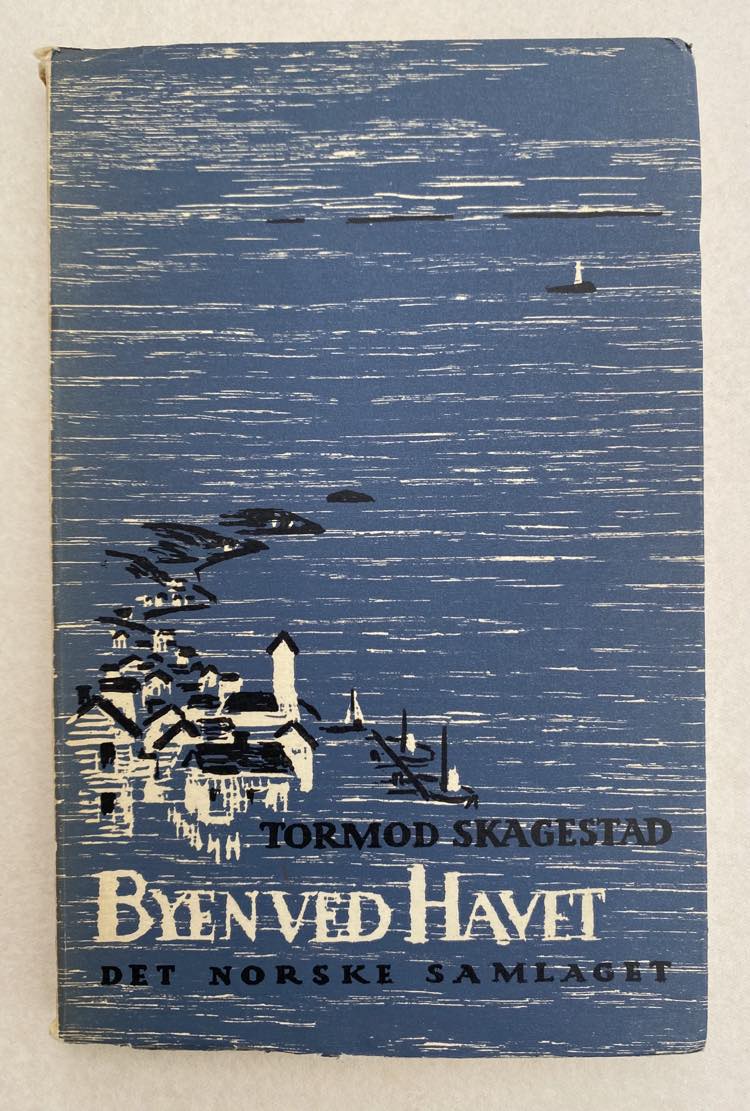 TORMOD SKAGESTAD
BYEN VED HAVET
DET NORSKE SAMLAGET